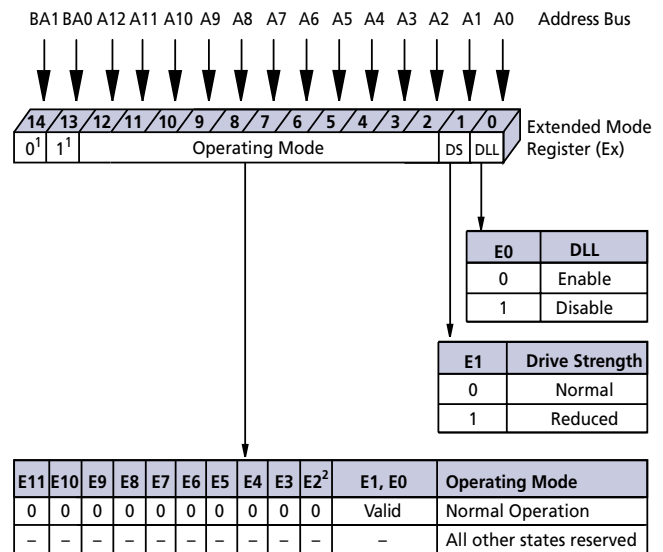 BA1 BA0 A12 A11 A10 A9 A8 A7 A6 A5 A4 A3 A2 A1 A0 Address Bus
14 13 12 11 10 9 8 7 6 5 4 3 2 1 0
Extended Mode
Register (Ex)
0¹ 1¹ Operating Mode DS DLL
E0 DLL
0 Enable
1 Disable
E1 Drive Strength
0 Normal
1 Reduced
E11 E10 E9 E8 E7 E6 E5 E4 E3 E2² E1, E0 Operating Mode
0 0 0 0 0 0 0 0 0 0 Valid Normal Operation
– – – – – – – – – – – All other states reserved